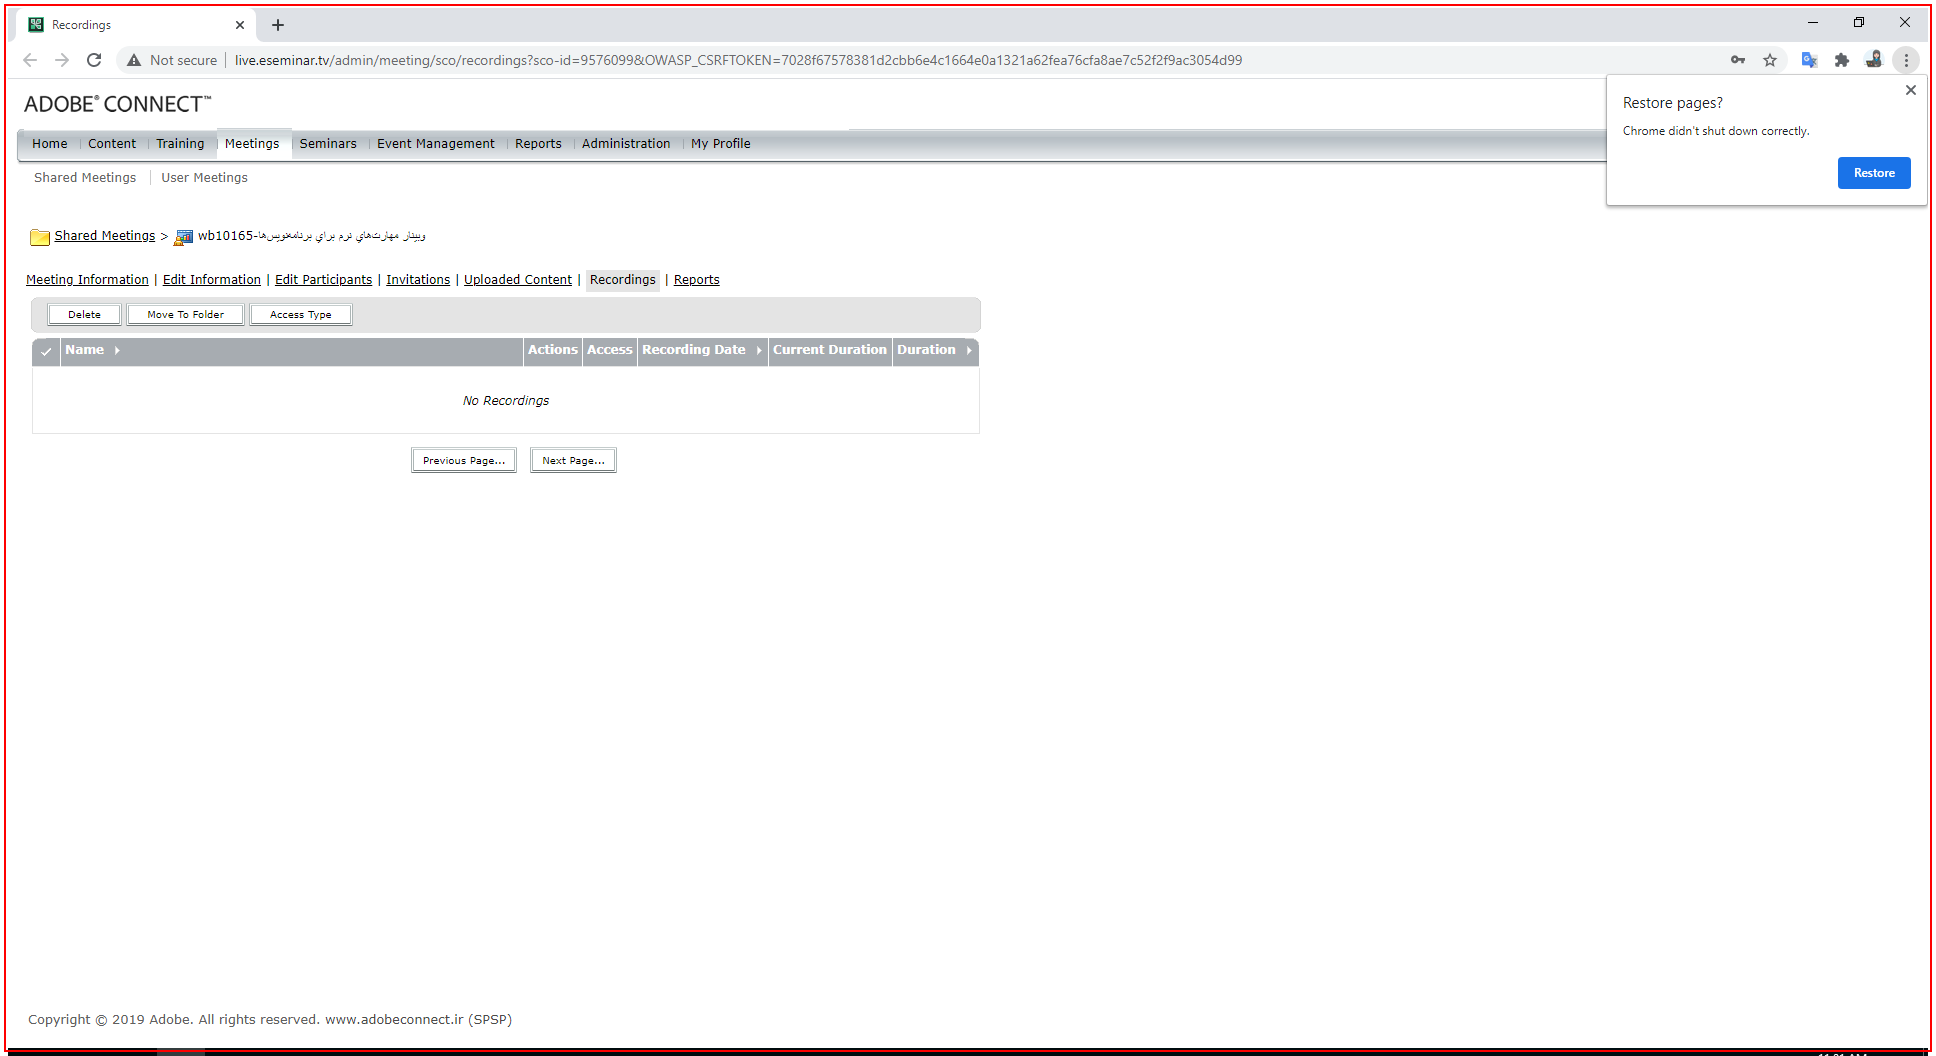 Recordings
Not secure | live.eseminar.tv/admin/meeting/sco/recordings?sco-id=9576099&OWASP_CSRFTOKEN=7028f67578381d2cbb6e4c1664e0a1321a62fea76cfa8ae7c52f2f9ac3054d99
Restore pages?
Chrome didn't shut down correctly.
Restore
ADOBE® CONNECT™
Home Content Training Meetings Seminars Event Management Reports Administration My Profile
Shared Meetings User Meetings
Shared Meetings > wb10165-وبینار مهارت‌هاي نرم براي برنامه‌نویس‌ها
Meeting Information | Edit Information | Edit Participants | Invitations | Uploaded Content | Recordings | Reports
Delete Move To Folder Access Type
Name Actions Access Recording Date Current Duration Duration
No Recordings
Previous Page... Next Page...
Copyright © 2019 Adobe. All rights reserved. www.adobeconnect.ir (SPSP)